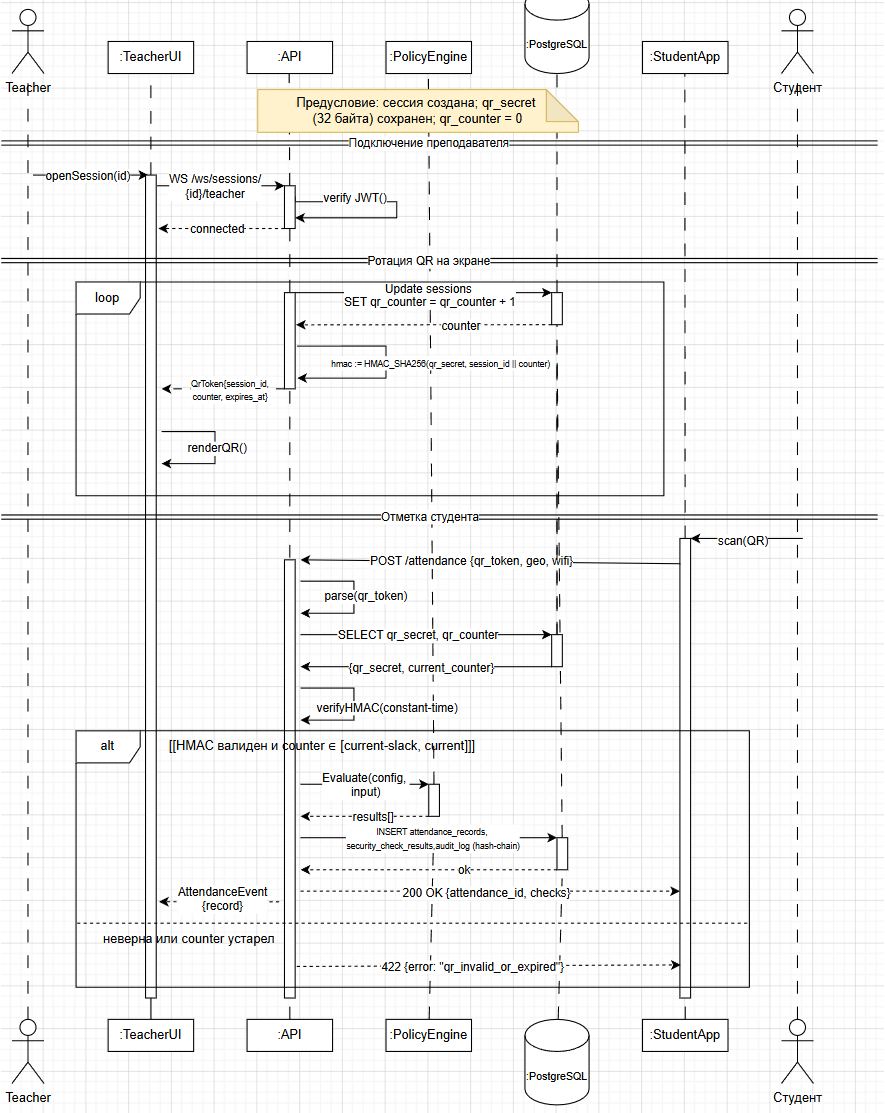 Teacher
:TeacherUI
:API
:PolicyEngine
:PostgreSQL
:StudentApp
Студент
Предусловие: сессия создана; qr_secret
(32 байта) сохранен; qr_counter = 0
Подключение преподавателя
openSession(id)
WS /ws/sessions/
{id}/teacher
verify JWT()
connected
Ротация QR на экране
loop
Update sessions
SET qr_counter = qr_counter + 1
counter
hmac := HMAC_SHA256(qr_secret, session_id || counter)
QrToken{session_id,
counter, expires_at}
renderQR()
Отметка студента
scan(QR)
POST /attendance {qr_token, geo, wifi}
parse(qr_token)
SELECT qr_secret, qr_counter
{qr_secret, current_counter}
verifyHMAC(constant-time)
alt
[[HMAC валиден и counter ∈ [current-slack, current]]]
Evaluate(config,
input)
results[]
INSERT attendance_records,
security_check_results,audit_log (hash-chain)
ok
AttendanceEvent
{record}
200 OK {attendance_id, checks}
неверна или counter устарел
422 {error: "qr_invalid_or_expired"}
Teacher
:TeacherUI
:API
:PolicyEngine
:PostgreSQL
:StudentApp
Студент